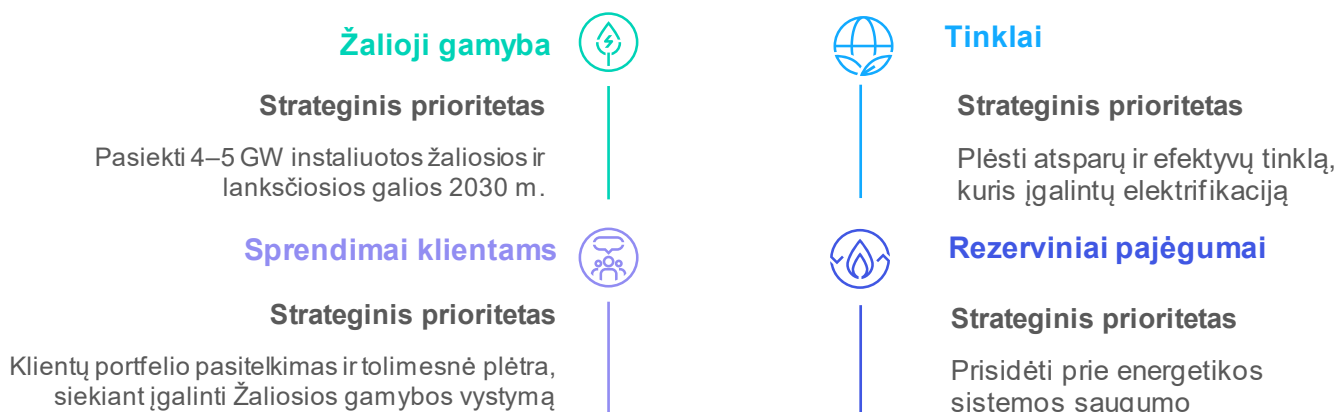 Žalioji gamyba
Strateginis prioritetas
Pasiekti 4–5 GW instaliuotos žaliosios ir
lanksčiosios galios 2030 m.
Tinklai
Strateginis prioritetas
Plėsti atsparų ir efektyvų tinklą,
kuris įgalintų elektrifikaciją
Sprendimai klientams
Strateginis prioritetas
Klientų portfelio pasitelkimas ir tolimesnė plėtra,
siekiant įgalinti Žaliosios gamybos vystymą
Rezerviniai pajėgumai
Strateginis prioritetas
Prisidėti prie energetikos
sistemos saugumo